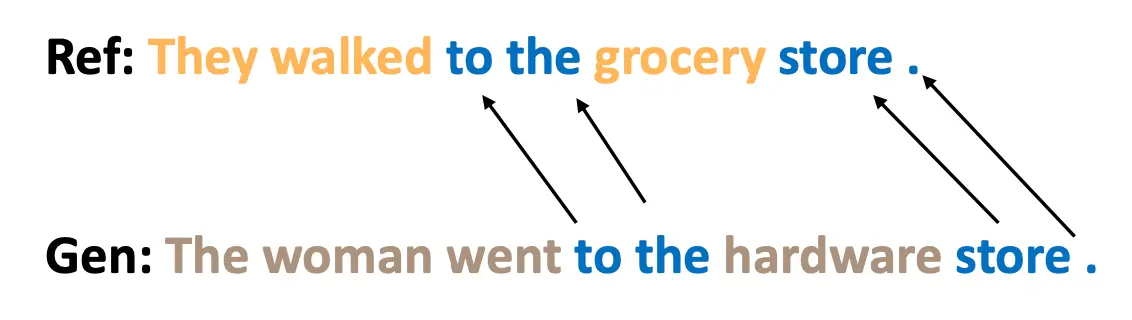 Ref: They walked to the grocery store .
Gen: The woman went to the hardware store .